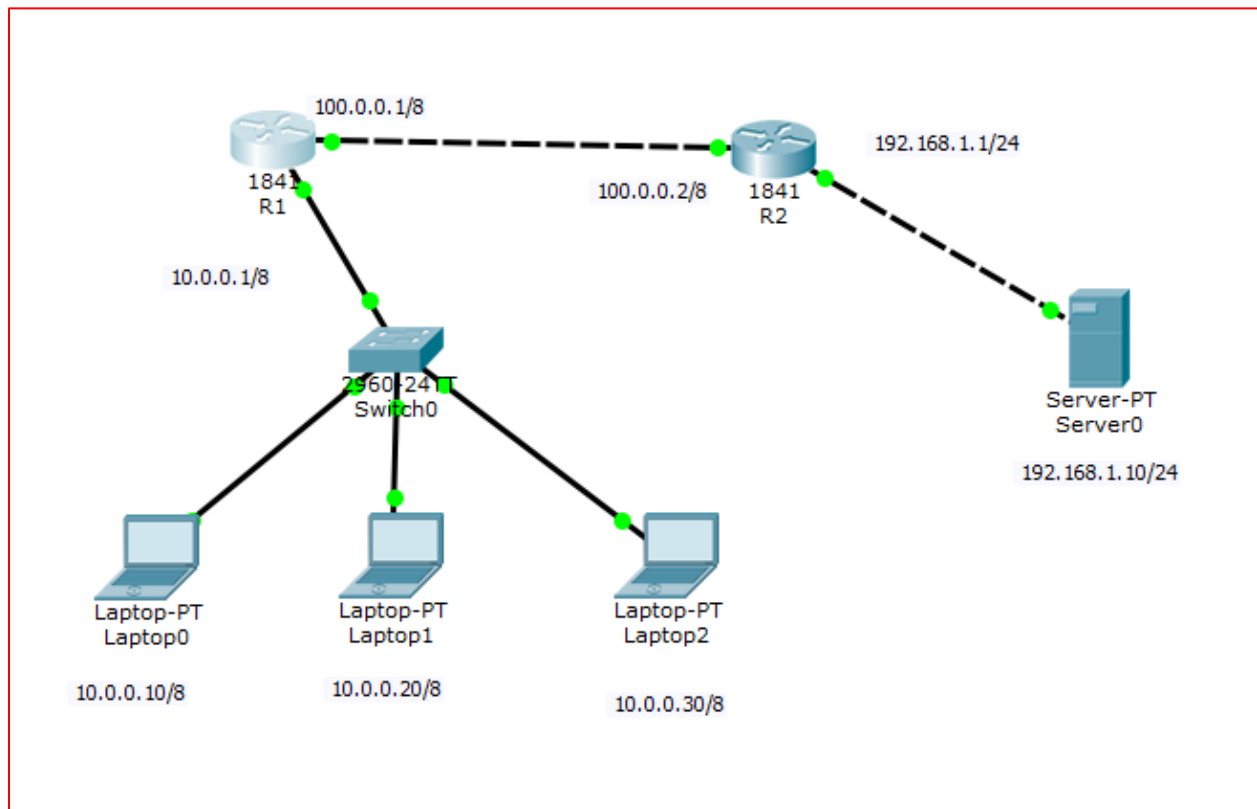 100.0.0.1/8
1841
R1
100.0.0.2/8
1841
R2
192.168.1.1/24
10.0.0.1/8
2960-24TT
Switch0
Server-PT
Server0
192.168.1.10/24
Laptop-PT
Laptop0
10.0.0.10/8
Laptop-PT
Laptop1
10.0.0.20/8
Laptop-PT
Laptop2
10.0.0.30/8